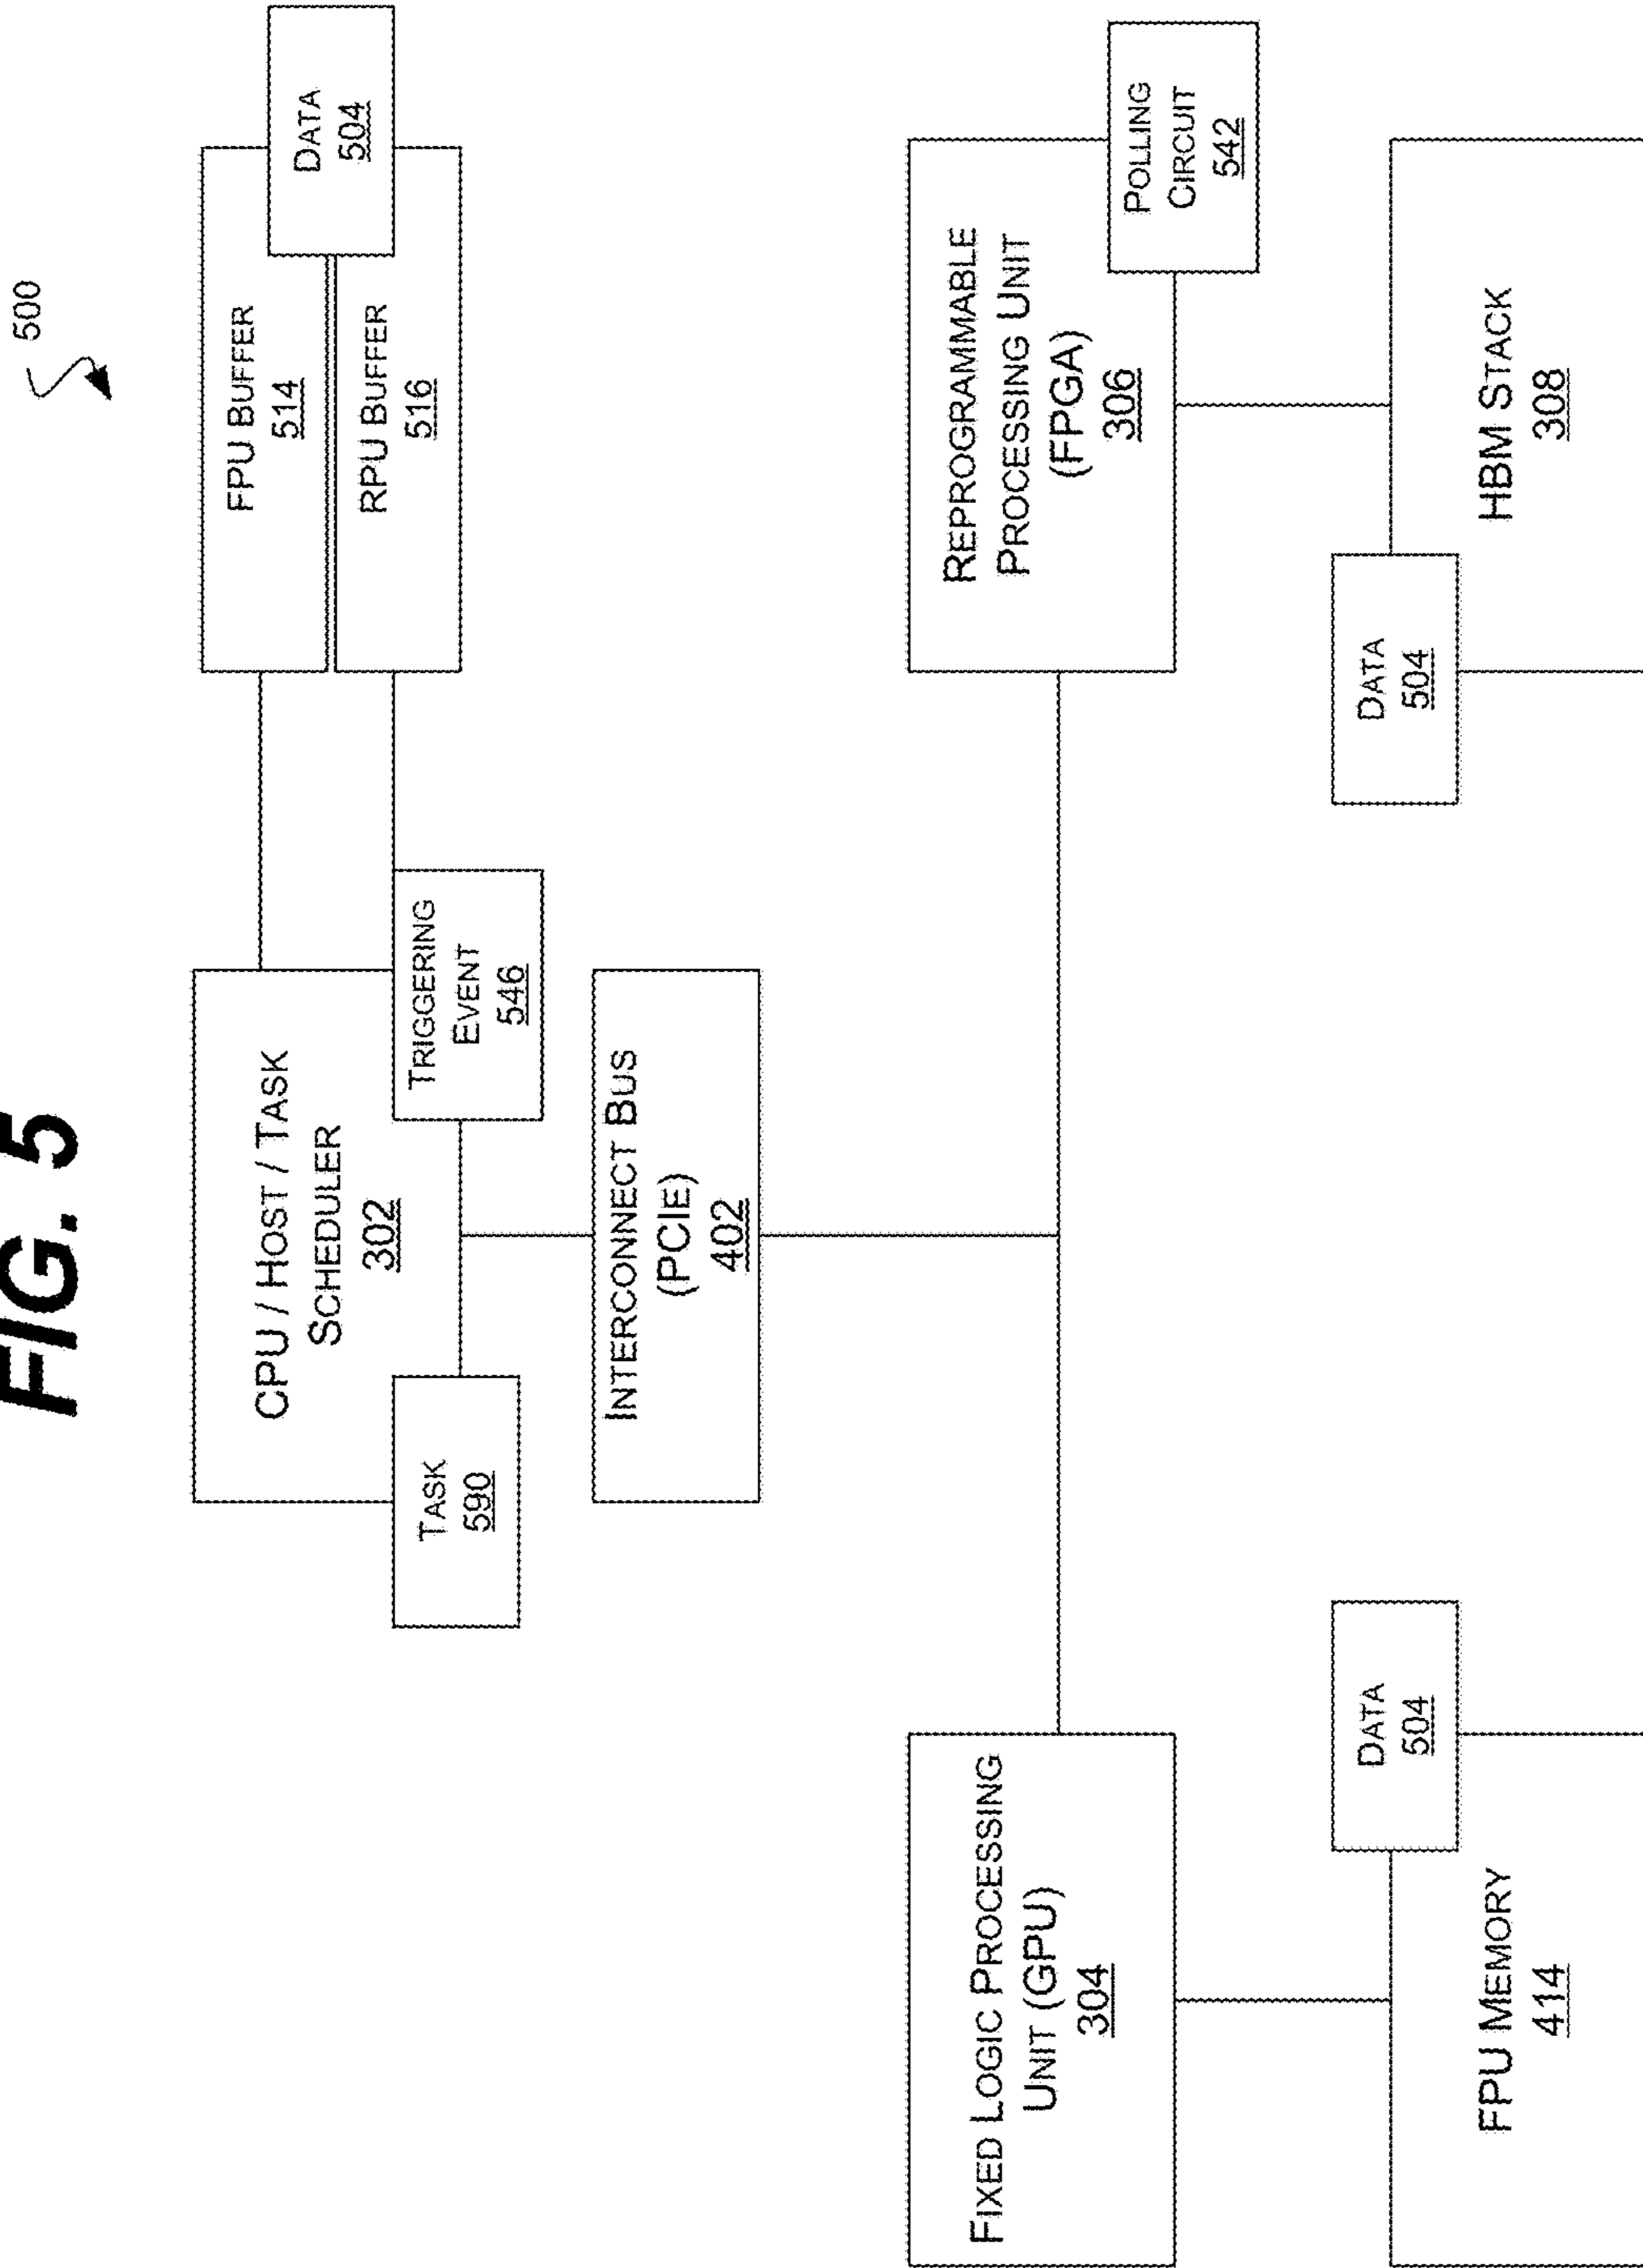 FIG. 5
500
CPU / HOST / TASK
SCHEDULER
302
TASK
590
TRIGGERING
EVENT
546
FPU BUFFER
514
RPU BUFFER
516
DATA
504
INTERCONNECT BUS
(PCIE)
402
FIXED LOGIC PROCESSING
UNIT (GPU)
304
REPROGRAMMABLE
PROCESSING UNIT
(FPGA)
306
POLLING
CIRCUIT
542
DATA
504
FPU MEMORY
414
DATA
504
HBM STACK
308